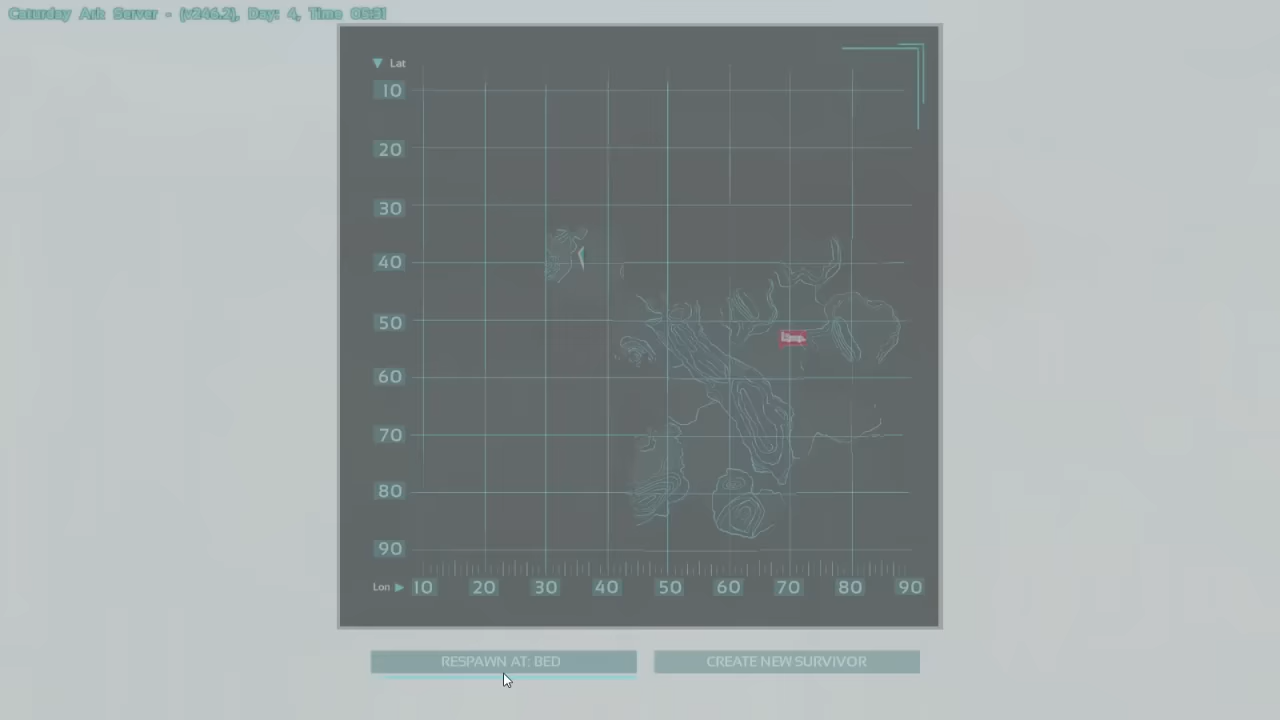 Caturday Ark Server - (v246.2), Day: 4, Time 05:31
Lat
10
20
30
40
50
60
70
80
90
Lon 10 20 30 40 50 60 70 80 90
RESPAWN AT: BED CREATE NEW SURVIVOR